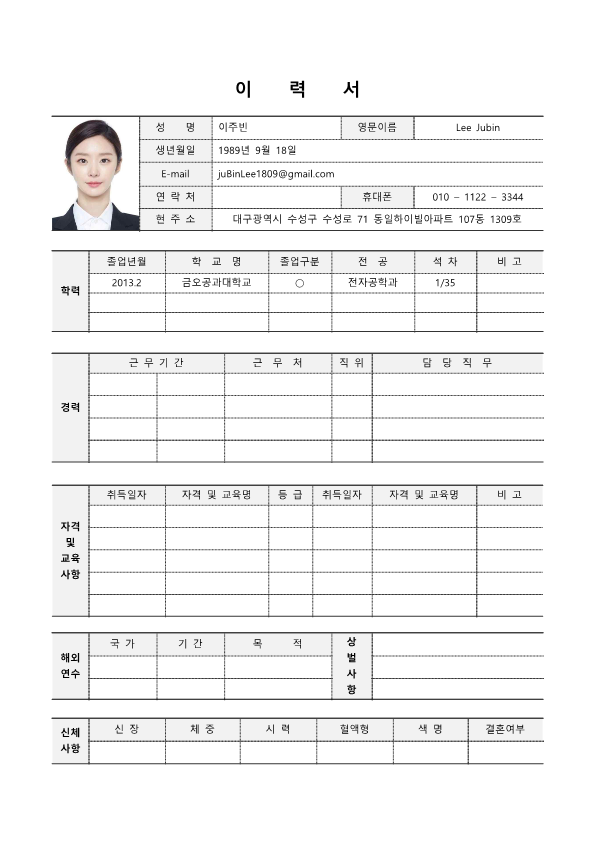 이 력 서
성 명 이주빈 영문이름 Lee Jubin
생년월일 1989년 9월 18일
E-mail juBinLee1809@gmail.com
연 락 처 휴대폰 010 – 1122 – 3344
현 주 소 대구광역시 수성구 수성로 71 동일하이빌아파트 107동 1309호
학력
졸업년월 학 교 명 졸업구분 전 공 석 차 비 고
2013.2 금오공과대학교 ○ 전자공학과 1/35
경력
근 무 기 간 근 무 처 직 위 담 당 직 무
자격
및
교육
사항
취득일자 자격 및 교육명 등 급 취득일자 자격 및 교육명 비 고
해외
연수
국 가 기 간 목 적
상
벌
사
항
신체
사항
신 장 체 중 시 력 혈액형 색 명 결혼여부